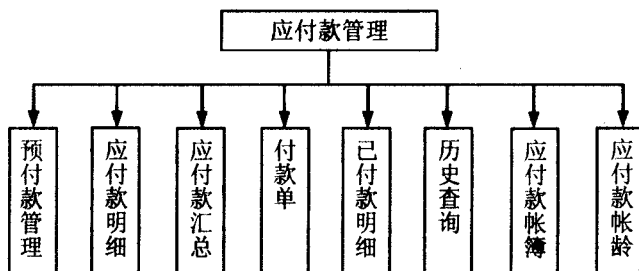 应付款管理
预付款管理
应付款明细
应付款汇总
付款单
已付款明细
历史查询
应付款帐簿
应付款帐龄